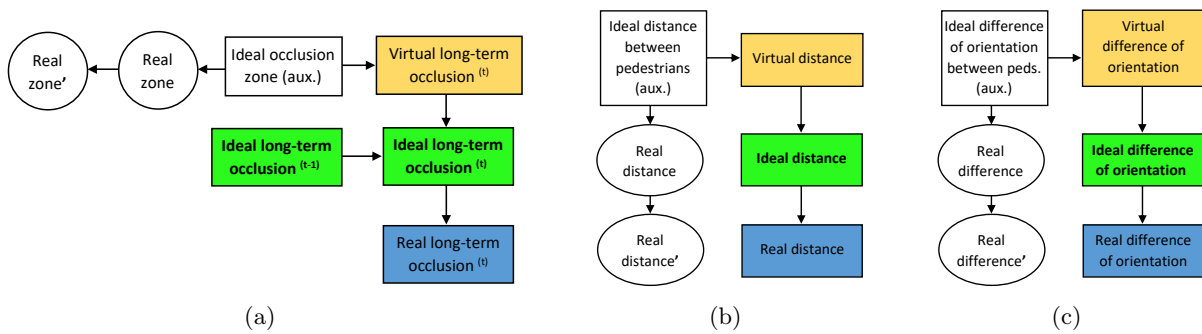 Real
zone'
Real
zone
Ideal occlusion
zone (aux.)
Virtual long-term
occlusion (t)
Ideal long-term
occlusion (t-1)
Ideal long-term
occlusion (t)
Real long-term
occlusion (t)
(a)
Ideal distance
between
pedestrians
(aux.)
Virtual distance
Real
distance
Ideal distance
Real
distance'
Real distance
(b)
Ideal difference
of orientation
between peds.
(aux.)
Virtual
difference of
orientation
Real
difference
Ideal difference
of orientation
Real
difference'
Real difference
of orientation
(c)